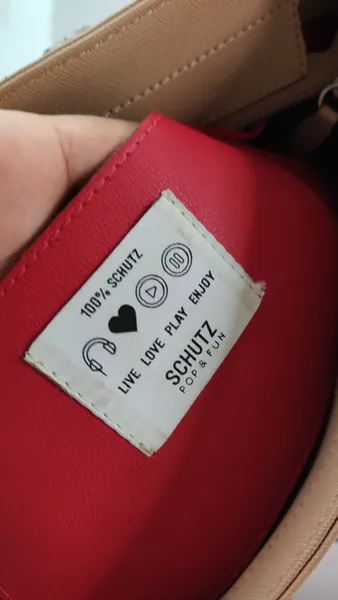 100% SCHUTZ
LIVE LOVE PLAY ENJOY
SCHUTZ
POP & FUN